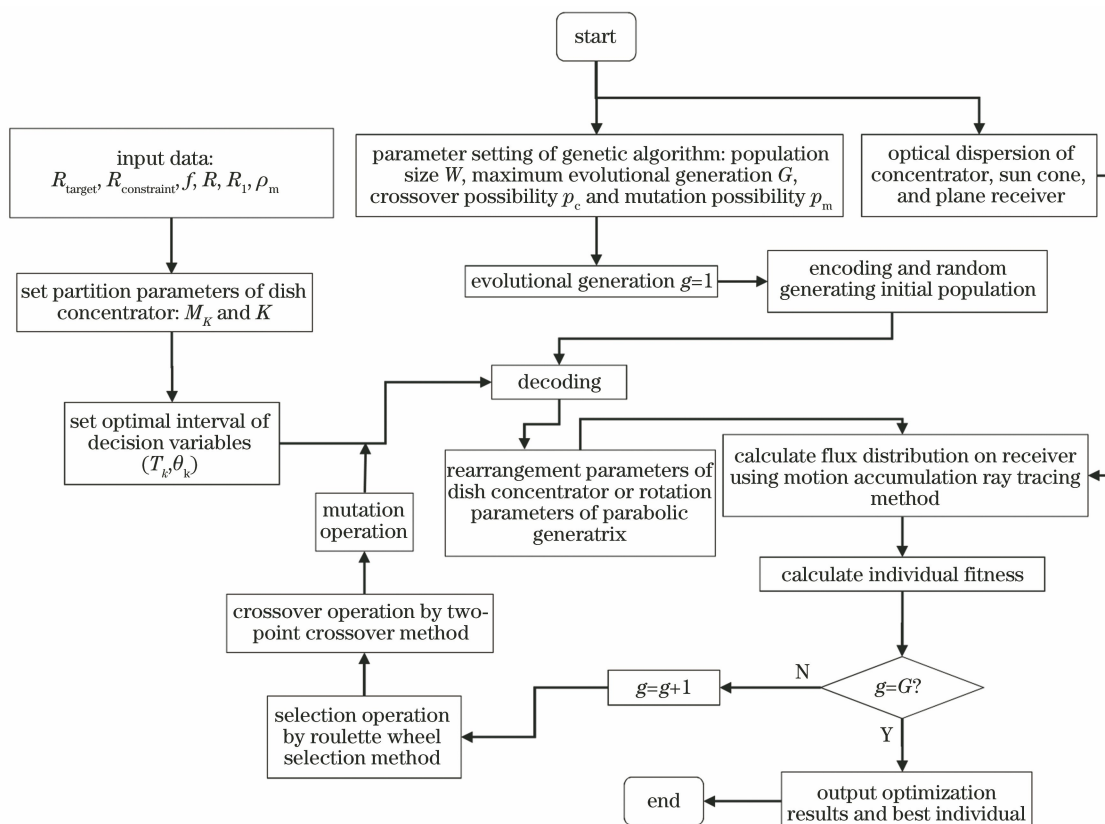 start
input data:
R_target, R_constraint, f, R, R_1, ρ_m
parameter setting of genetic algorithm: population
size W, maximum evolutional generation G,
crossover possibility p_c and mutation possibility p_m
optical dispersion of
concentrator, sun cone,
and plane receiver
set partition parameters of dish
concentrator: M_K and K
evolutional generation g=1
encoding and random
generating initial population
decoding
set optimal interval of
decision variables
(T_k,θ_k)
rearrangement parameters of
dish concentrator or rotation
parameters of parabolic
generatrix
calculate flux distribution on receiver
using motion accumulation ray tracing
method
mutation
operation
calculate individual fitness
crossover operation by two-
point crossover method
N
g=g+1
g=G?
selection operation
by roulette wheel
selection method
Y
end
output optimization
results and best individual